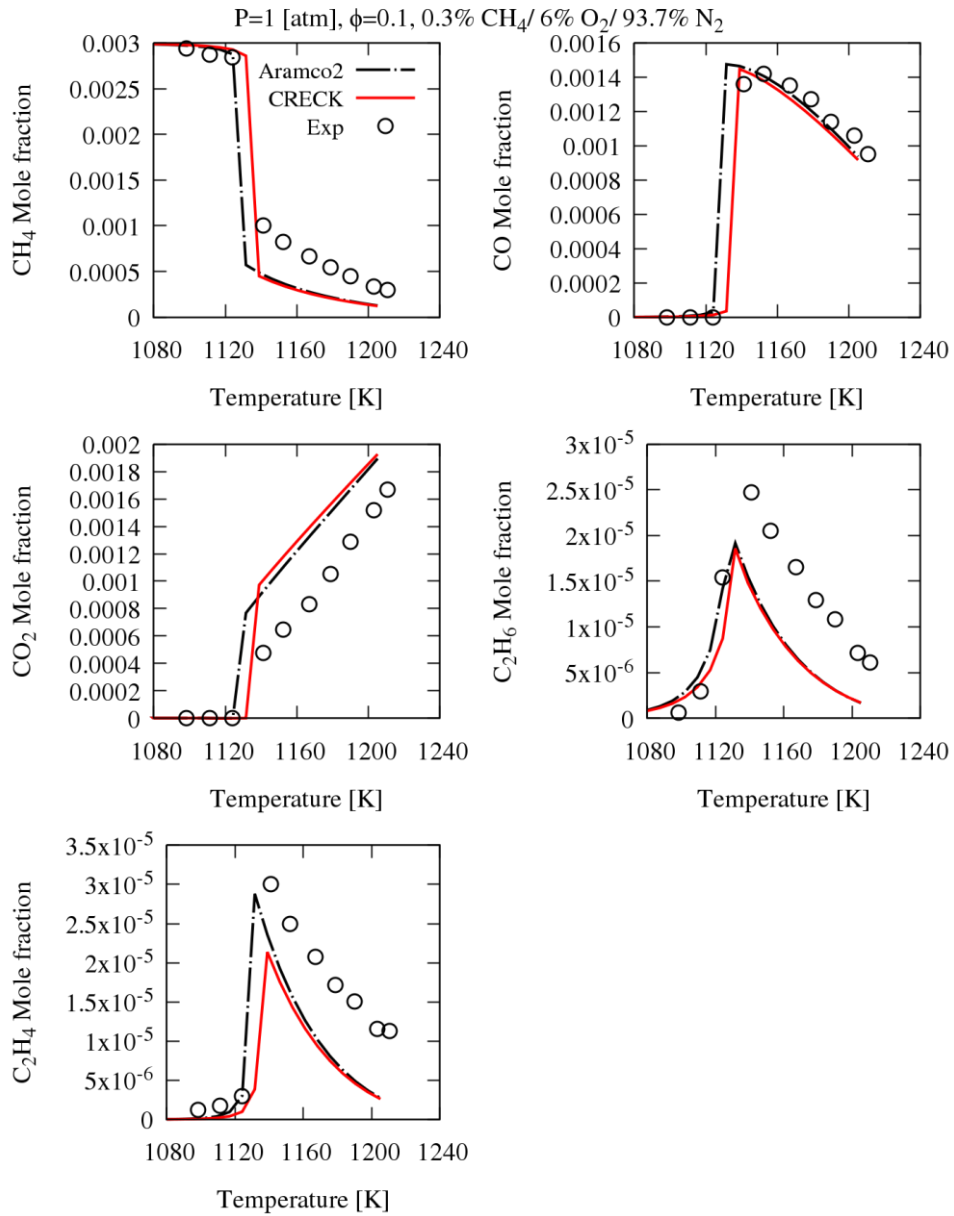 P=1 [atm], ϕ=0.1, 0.3% CH₄/ 6% O₂/ 93.7% N₂
0.003
0.0025
0.002
0.0015
0.001
0.0005
0
CH₄ Mole fraction
Aramco2
CRECK
Exp
1080 1120 1160 1200 1240
Temperature [K]
0.0016
0.0014
0.0012
0.001
0.0008
0.0006
0.0004
0.0002
0
CO Mole fraction
1080 1120 1160 1200 1240
Temperature [K]
0.002
0.0018
0.0016
0.0014
0.0012
0.001
0.0008
0.0006
0.0004
0.0002
0
CO₂ Mole fraction
1080 1120 1160 1200 1240
Temperature [K]
3x10⁻⁵
2.5x10⁻⁵
2x10⁻⁵
1.5x10⁻⁵
1x10⁻⁵
5x10⁻⁶
0
C₂H₆ Mole fraction
1080 1120 1160 1200 1240
Temperature [K]
3.5x10⁻⁵
3x10⁻⁵
2.5x10⁻⁵
2x10⁻⁵
1.5x10⁻⁵
1x10⁻⁵
5x10⁻⁶
0
C₂H₄ Mole fraction
1080 1120 1160 1200 1240
Temperature [K]